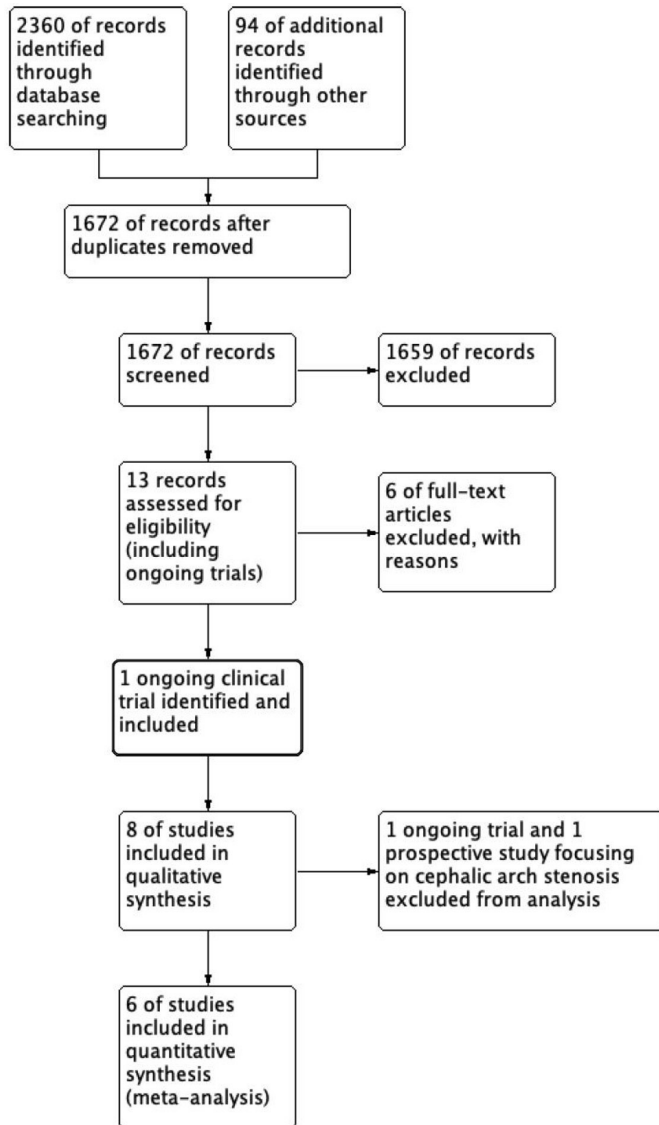 2360 of records
identified
through
database
searching
94 of additional
records
identified
through other
sources
1672 of records after
duplicates removed
1672 of records
screened
1659 of records
excluded
13 records
assessed for
eligibility
(including
ongoing trials)
6 of full-text
articles
excluded, with
reasons
1 ongoing clinical
trial identified and
included
8 of studies
included in
qualitative
synthesis
1 ongoing trial and 1
prospective study focusing
on cephalic arch stenosis
excluded from analysis
6 of studies
included in
quantitative
synthesis
(meta-analysis)